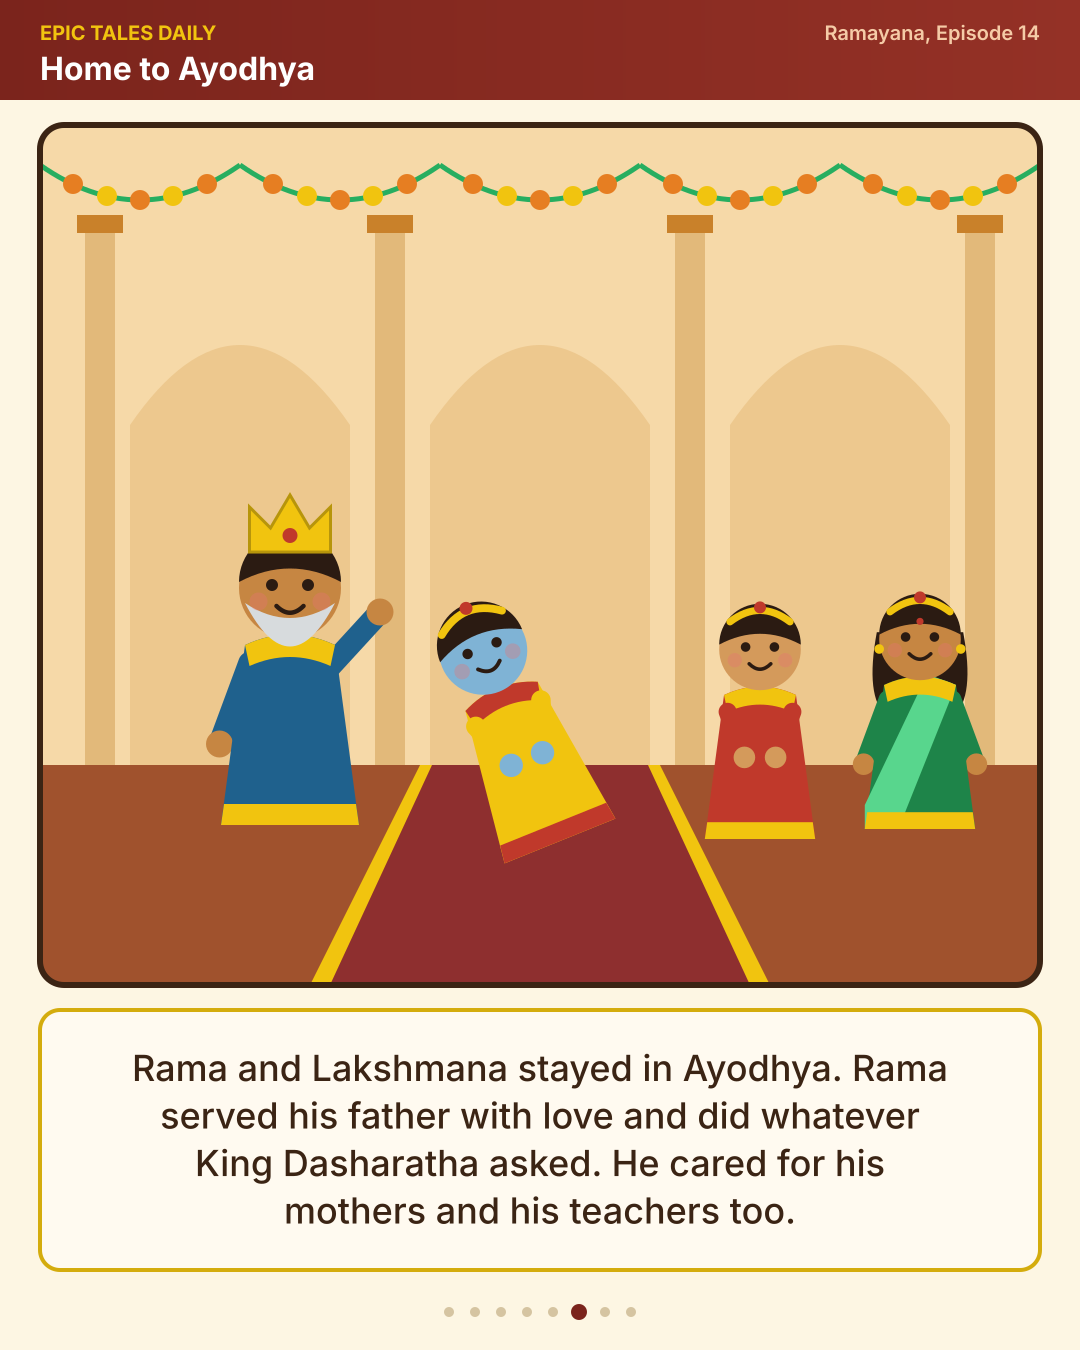 EPIC TALES DAILY
Ramayana, Episode 14
Home to Ayodhya
Rama and Lakshmana stayed in Ayodhya. Rama
served his father with love and did whatever
King Dasharatha asked. He cared for his
mothers and his teachers too.